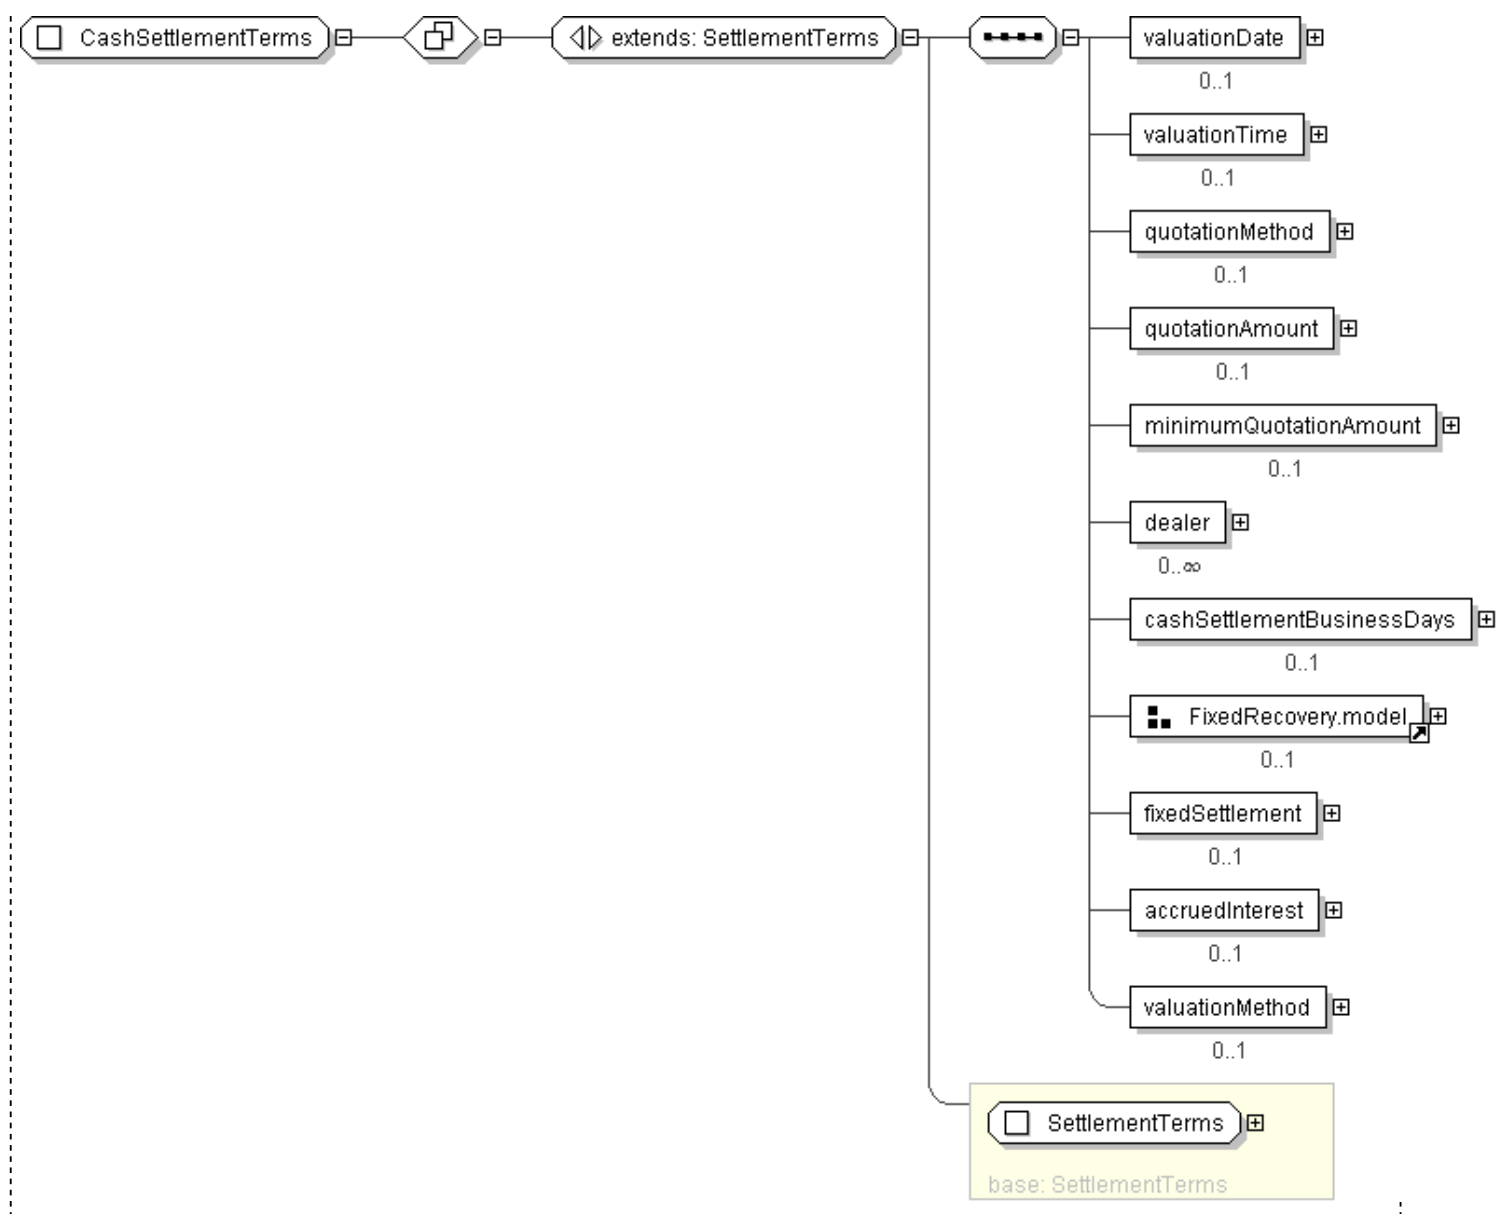 CashSettlementTerms
extends: SettlementTerms
valuationDate
0..1
valuationTime
0..1
quotationMethod
0..1
quotationAmount
0..1
minimumQuotationAmount
0..1
dealer
0..∞
cashSettlementBusinessDays
0..1
FixedRecovery.model
0..1
fixedSettlement
0..1
accruedInterest
0..1
valuationMethod
0..1
SettlementTerms
base: SettlementTerms